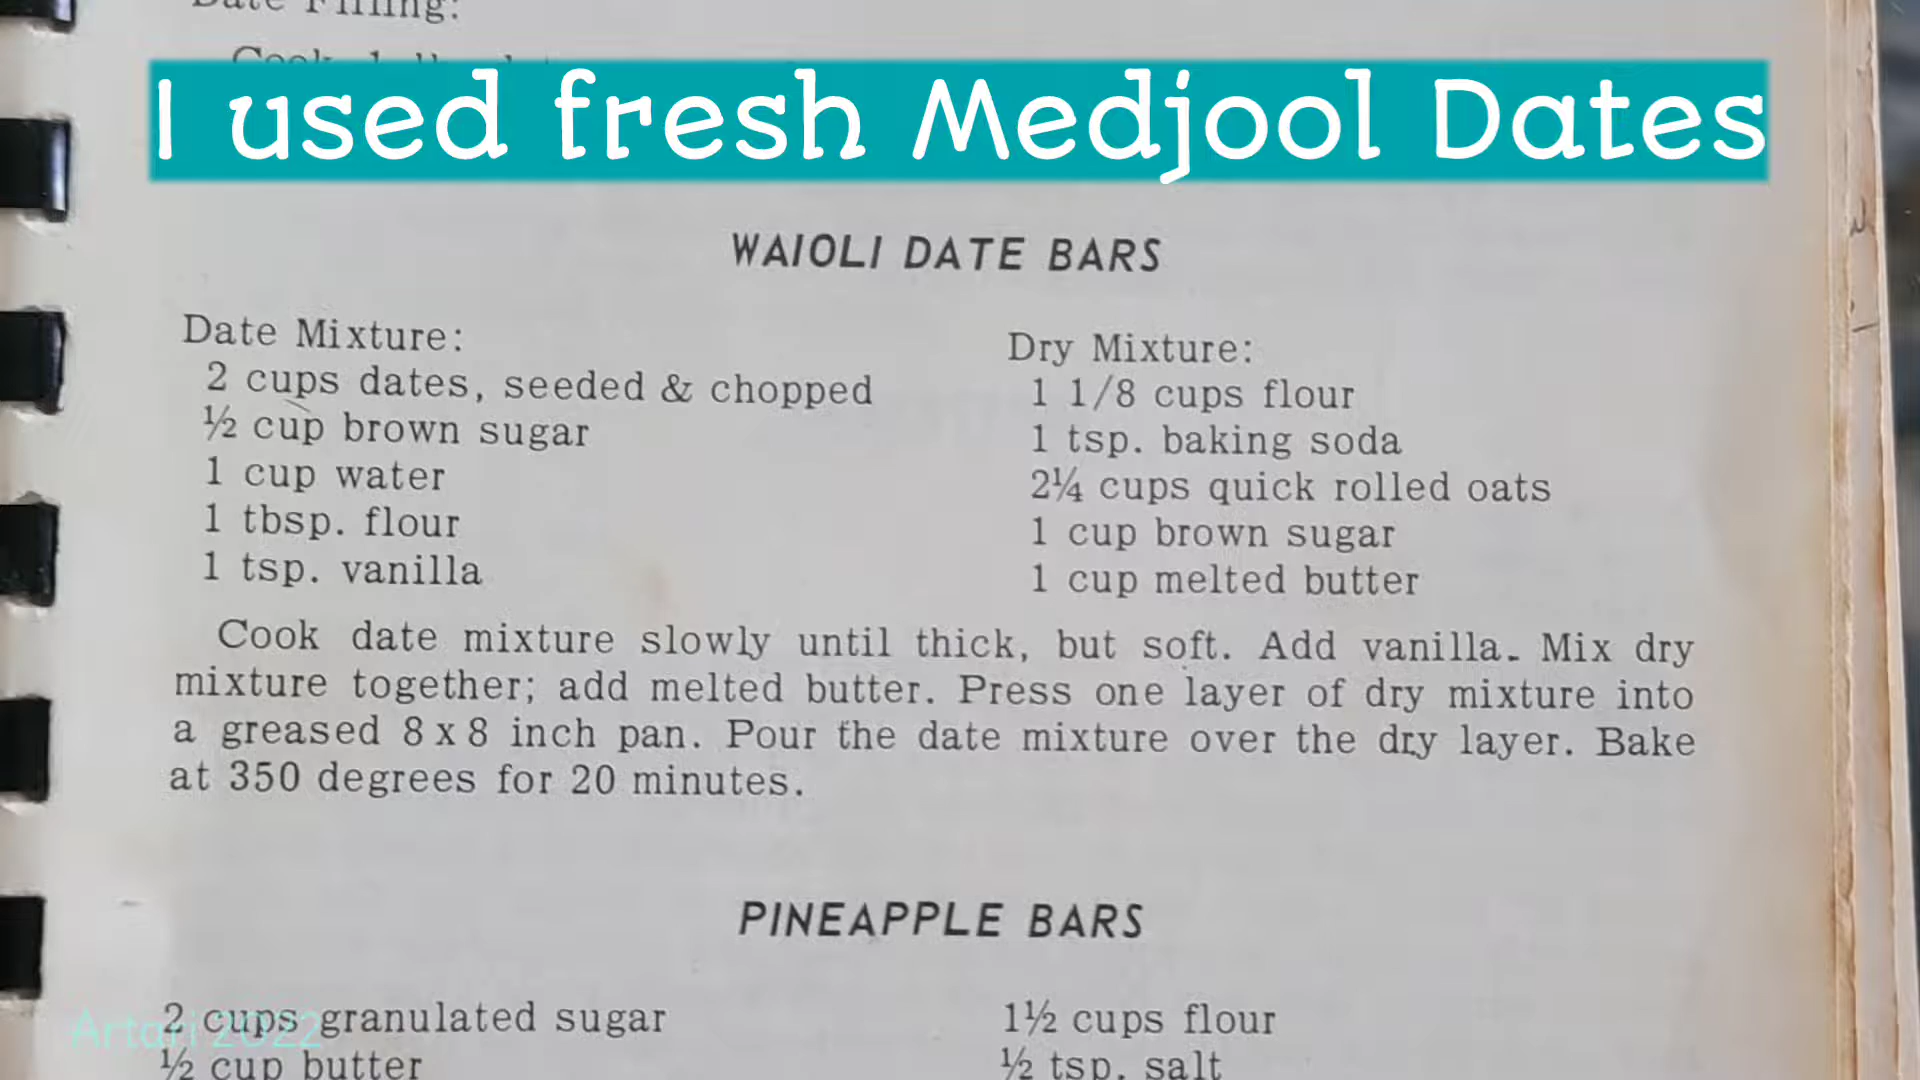 Date Filling:
I used fresh Medjool Dates
WAIOLI DATE BARS
Date Mixture:
2 cups dates, seeded & chopped
½ cup brown sugar
1 cup water
1 tbsp. flour
1 tsp. vanilla
Dry Mixture:
1 1/8 cups flour
1 tsp. baking soda
2¼ cups quick rolled oats
1 cup brown sugar
1 cup melted butter
Cook date mixture slowly until thick, but soft. Add vanilla. Mix dry
mixture together; add melted butter. Press one layer of dry mixture into
a greased 8 x 8 inch pan. Pour the date mixture over the dry layer. Bake
at 350 degrees for 20 minutes.
PINEAPPLE BARS
2 cups granulated sugar
½ cup butter
1½ cups flour
½ tsp. salt
Artari 2022